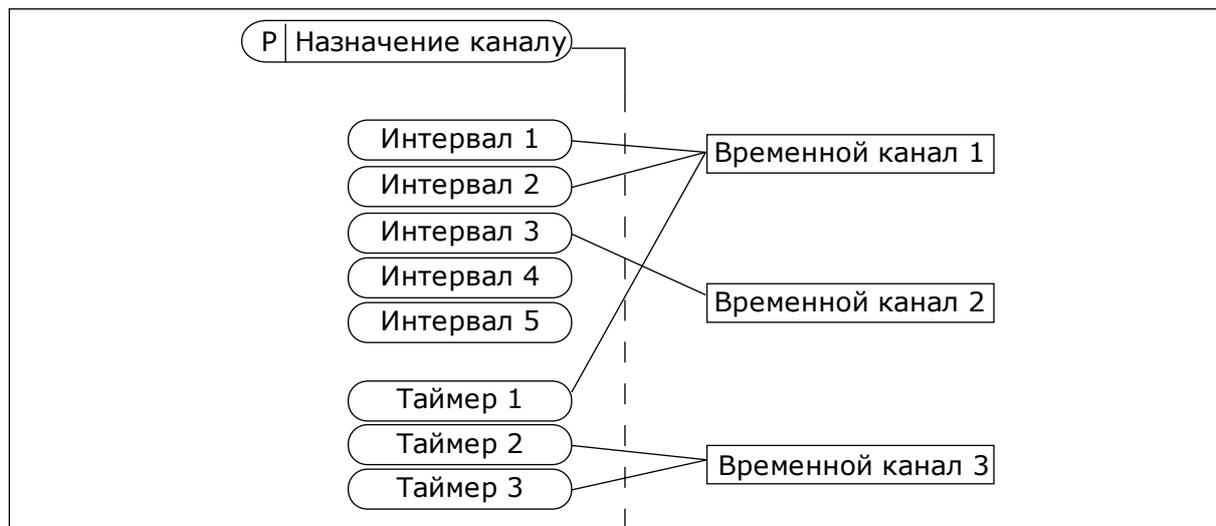 P Назначение каналу
Интервал 1
Временной канал 1
Интервал 2
Интервал 3
Интервал 4
Временной канал 2
Интервал 5
Таймер 1
Таймер 2
Временной канал 3
Таймер 3